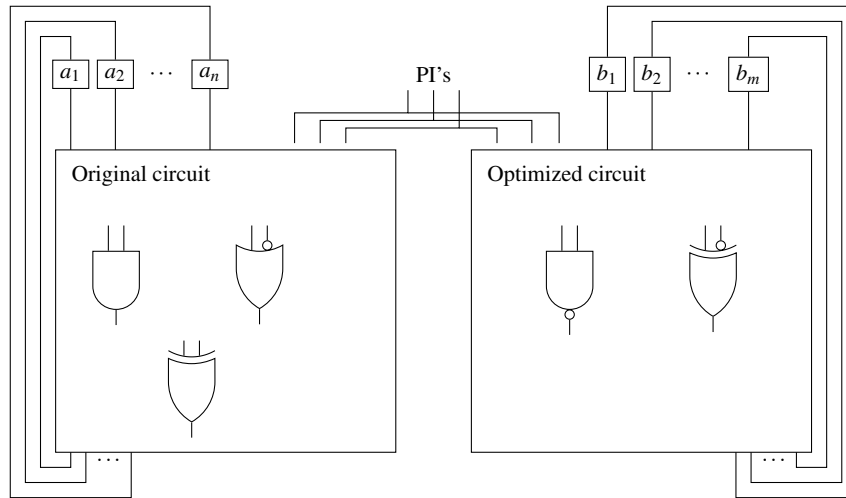 a₁ a₂ ⋯ aₙ
PI's
b₁ b₂ ⋯ bₘ
Original circuit
Optimized circuit
⋯
⋯